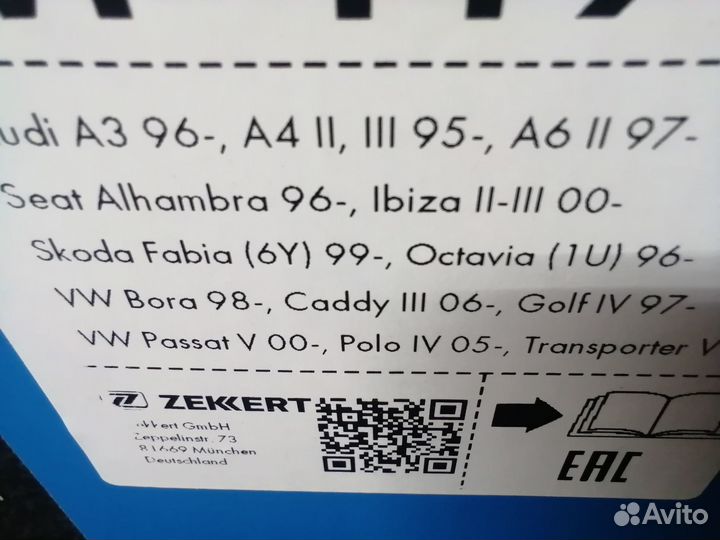 udi A3 96-, A4 II, III 95-, A6 II 97-
Seat Alhambra 96-, Ibiza II-III 00-
Skoda Fabia (6Y) 99-, Octavia (1U) 96-
VW Bora 98-, Caddy III 06-, Golf IV 97-
VW Passat V 00-, Polo IV 05-, Transporter V
ZEKKERT
kkert GmbH
Zeppelinstr. 73
81669 München
Deutschland
EAC
Avito